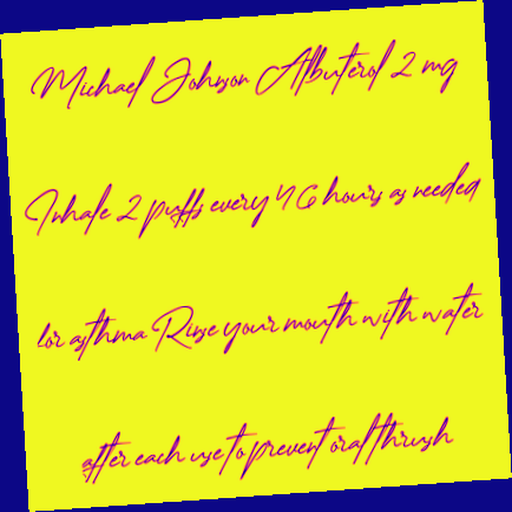 Michael Johnson Albuterol 2 mg
Inhale 2 puffs every 4 6 hours as needed
for asthma Rinse your mouth with water
after each use to prevent oral thrush